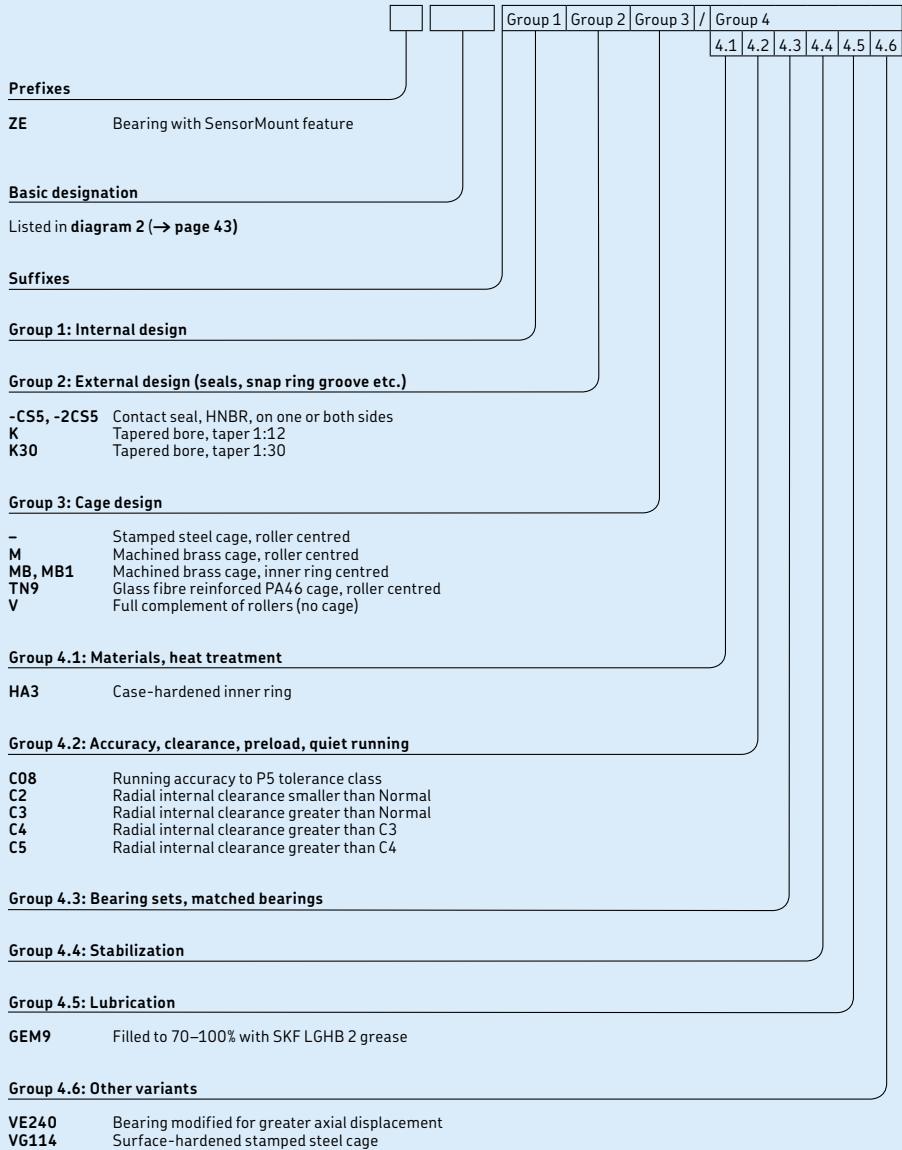 Group 1 Group 2 Group 3 / Group 4
4.1 4.2 4.3 4.4 4.5 4.6
Prefixes
ZE Bearing with SensorMount feature
Basic designation
Listed in diagram 2 (→ page 43)
Suffixes
Group 1: Internal design
Group 2: External design (seals, snap ring groove etc.)
-CS5, -2CS5 Contact seal, HNBR, on one or both sides
K Tapered bore, taper 1:12
K30 Tapered bore, taper 1:30
Group 3: Cage design
– Stamped steel cage, roller centred
M Machined brass cage, roller centred
MB, MB1 Machined brass cage, inner ring centred
TN9 Glass fibre reinforced PA46 cage, roller centred
V Full complement of rollers (no cage)
Group 4.1: Materials, heat treatment
HA3 Case-hardened inner ring
Group 4.2: Accuracy, clearance, preload, quiet running
C08 Running accuracy to P5 tolerance class
C2 Radial internal clearance smaller than Normal
C3 Radial internal clearance greater than Normal
C4 Radial internal clearance greater than C3
C5 Radial internal clearance greater than C4
Group 4.3: Bearing sets, matched bearings
Group 4.4: Stabilization
Group 4.5: Lubrication
GEM9 Filled to 70–100% with SKF LGHB 2 grease
Group 4.6: Other variants
VE240 Bearing modified for greater axial displacement
VG114 Surface-hardened stamped steel cage